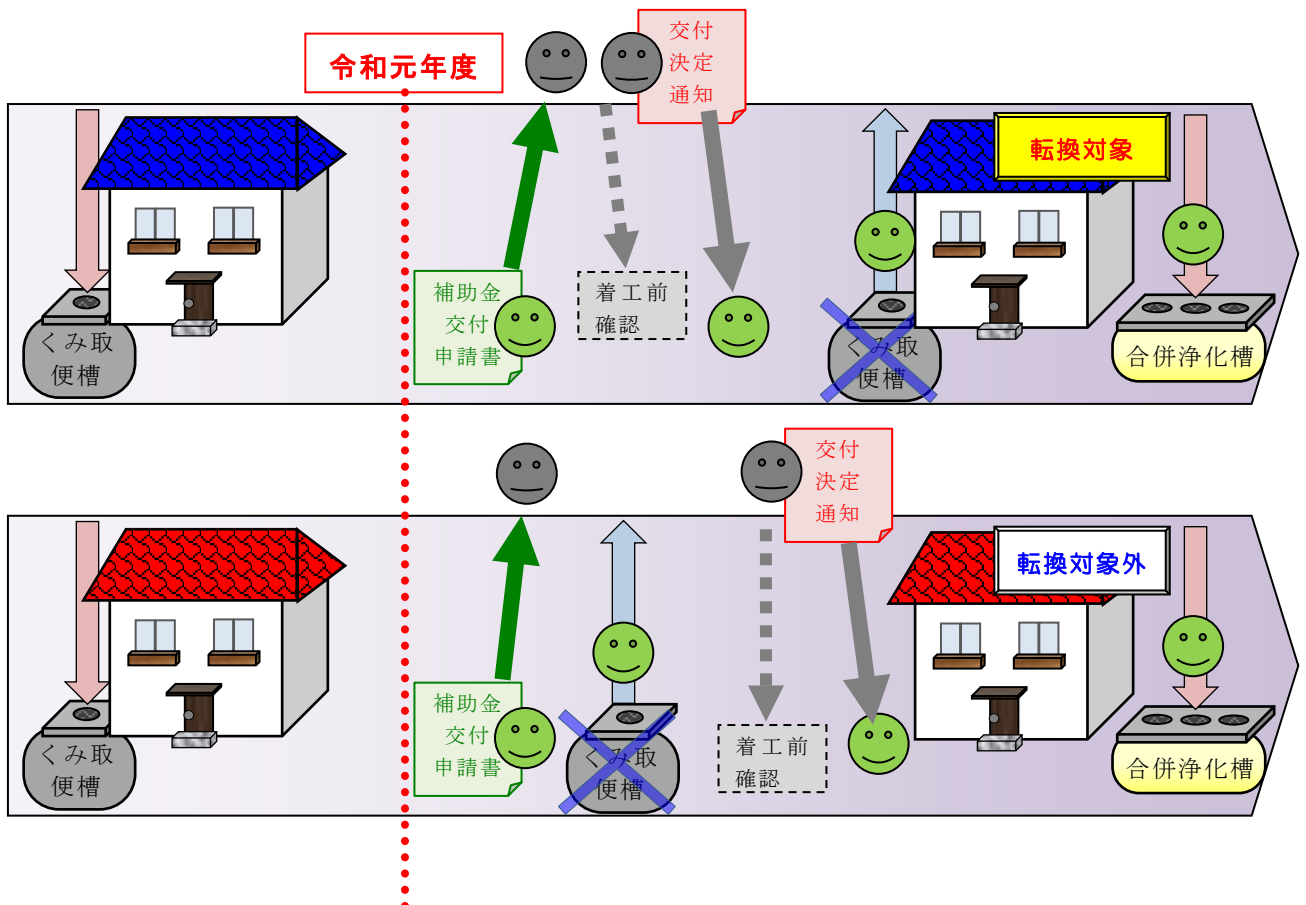 令和元年度
交付
決定
通知
転換対象
くみ取
便槽
補助金
交付
申請書
着工前
確認
くみ取
便槽
合併浄化槽
交付
決定
通知
転換対象外
くみ取
便槽
補助金
交付
申請書
くみ取
便槽
着工前
確認
合併浄化槽